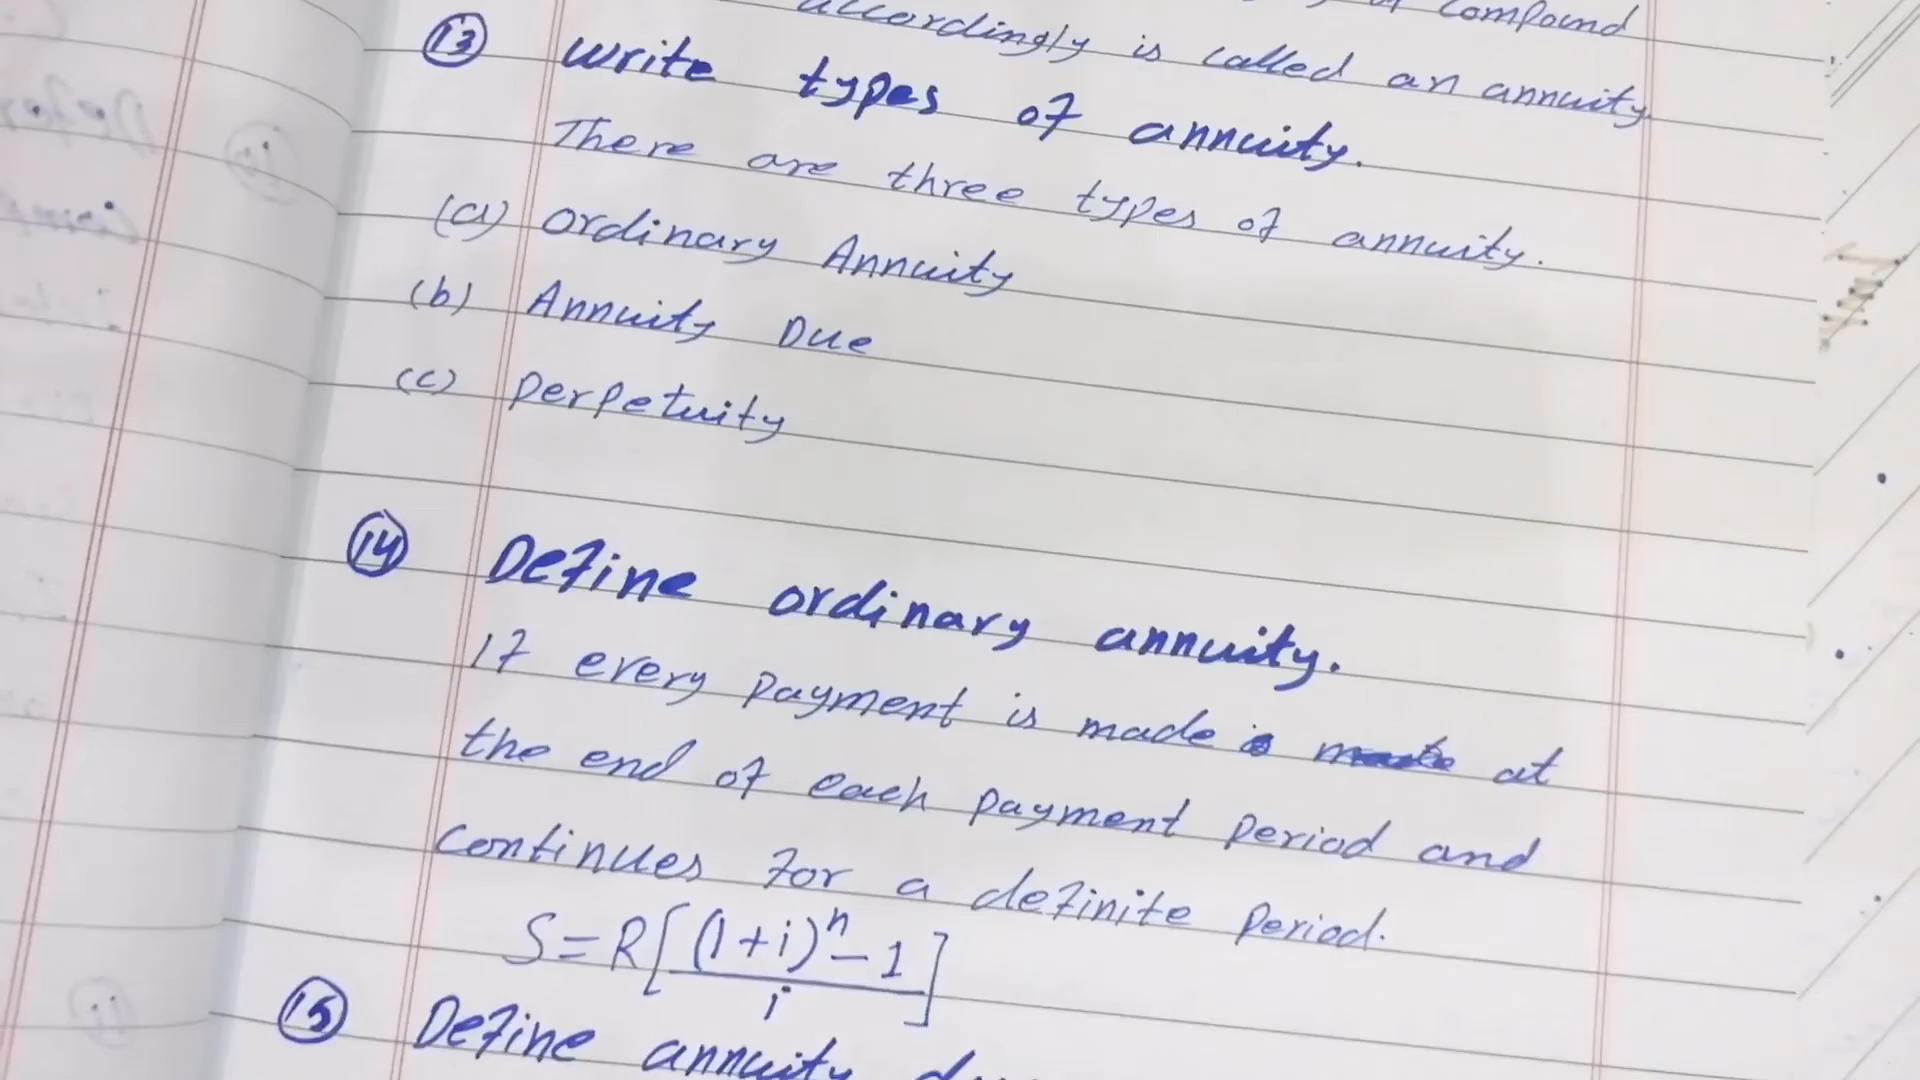 compound
accordingly is called an annuity.
13 write types of annuity.
There are three types of annuity.
(a) ordinary Annuity
(b) Annuity Due
(c) perpetuity
14 Define ordinary annuity.
If every payment is made at
the end of each payment period and
continues for a definite period.
S=R[(1+i)^n-1/i]
15 Define annuity